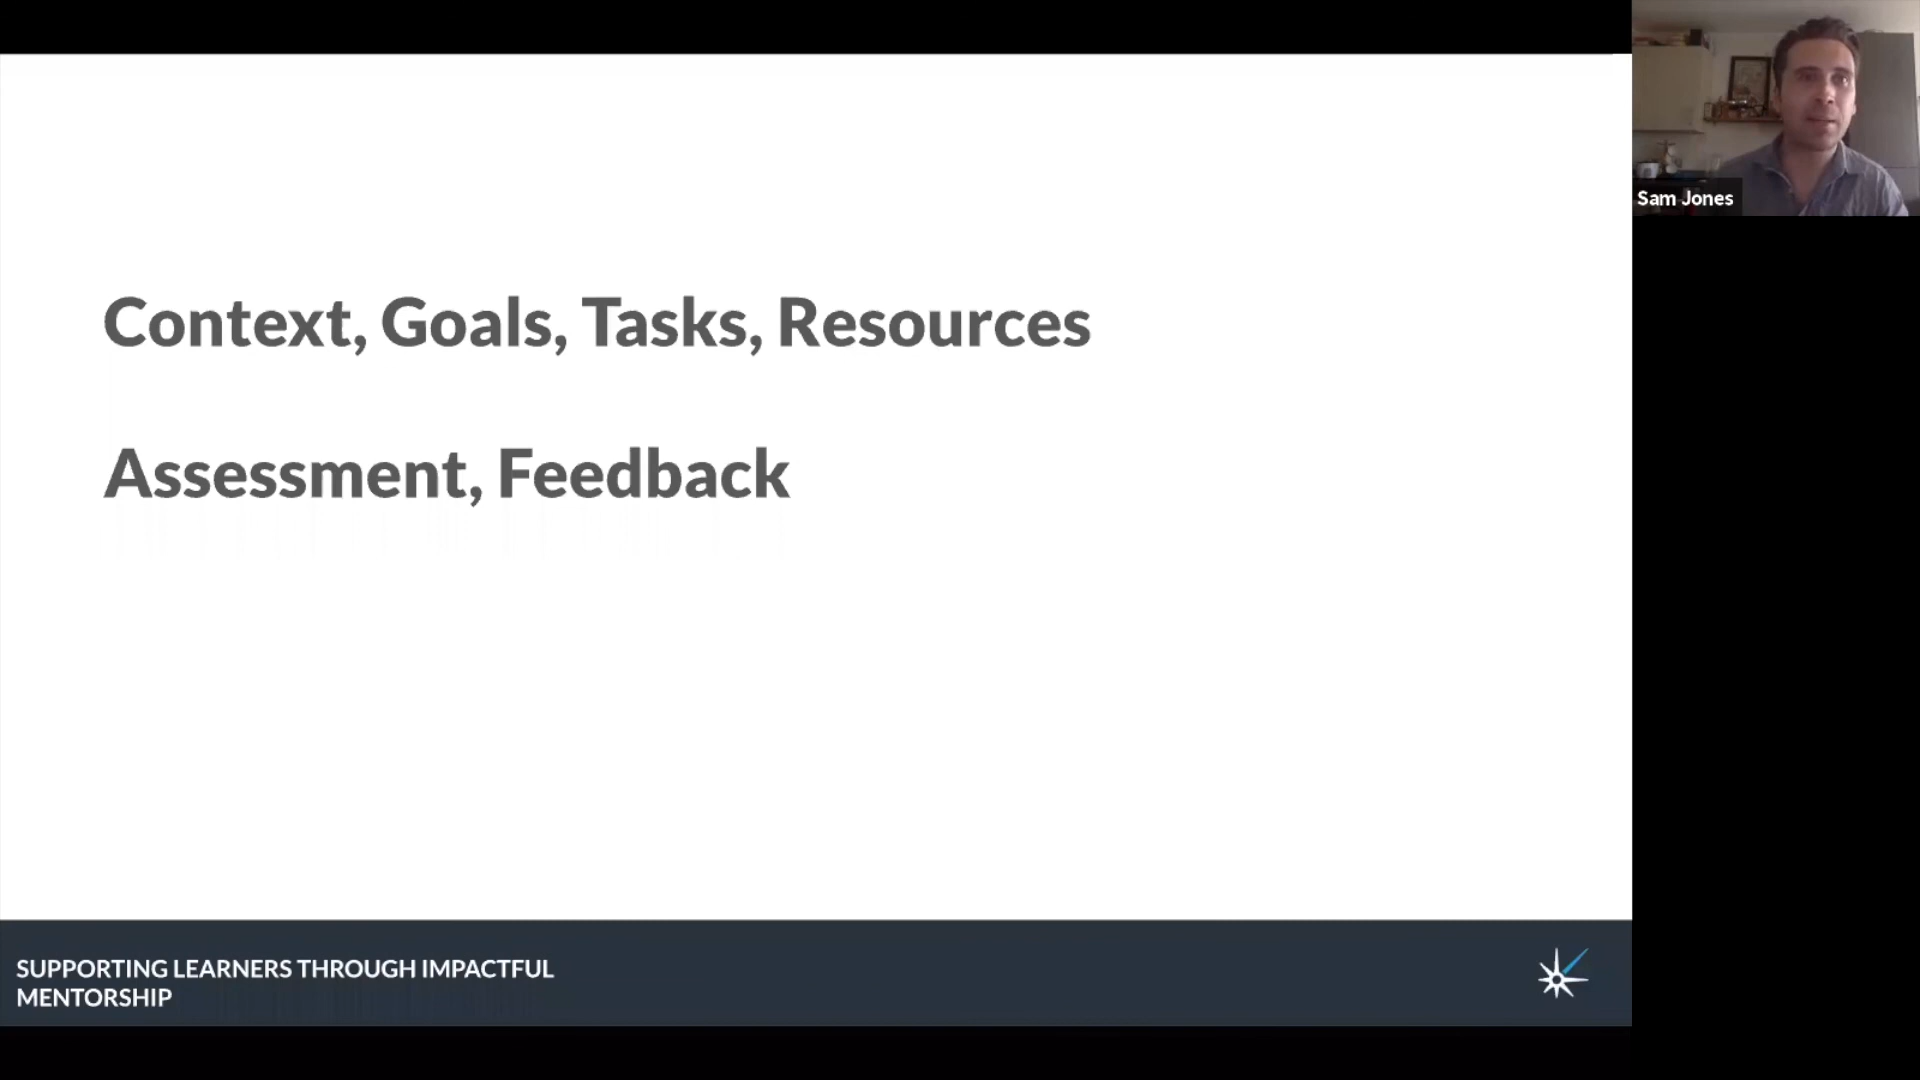 Context, Goals, Tasks, Resources
Assessment, Feedback
SUPPORTING LEARNERS THROUGH IMPACTFUL
MENTORSHIP
Sam Jones